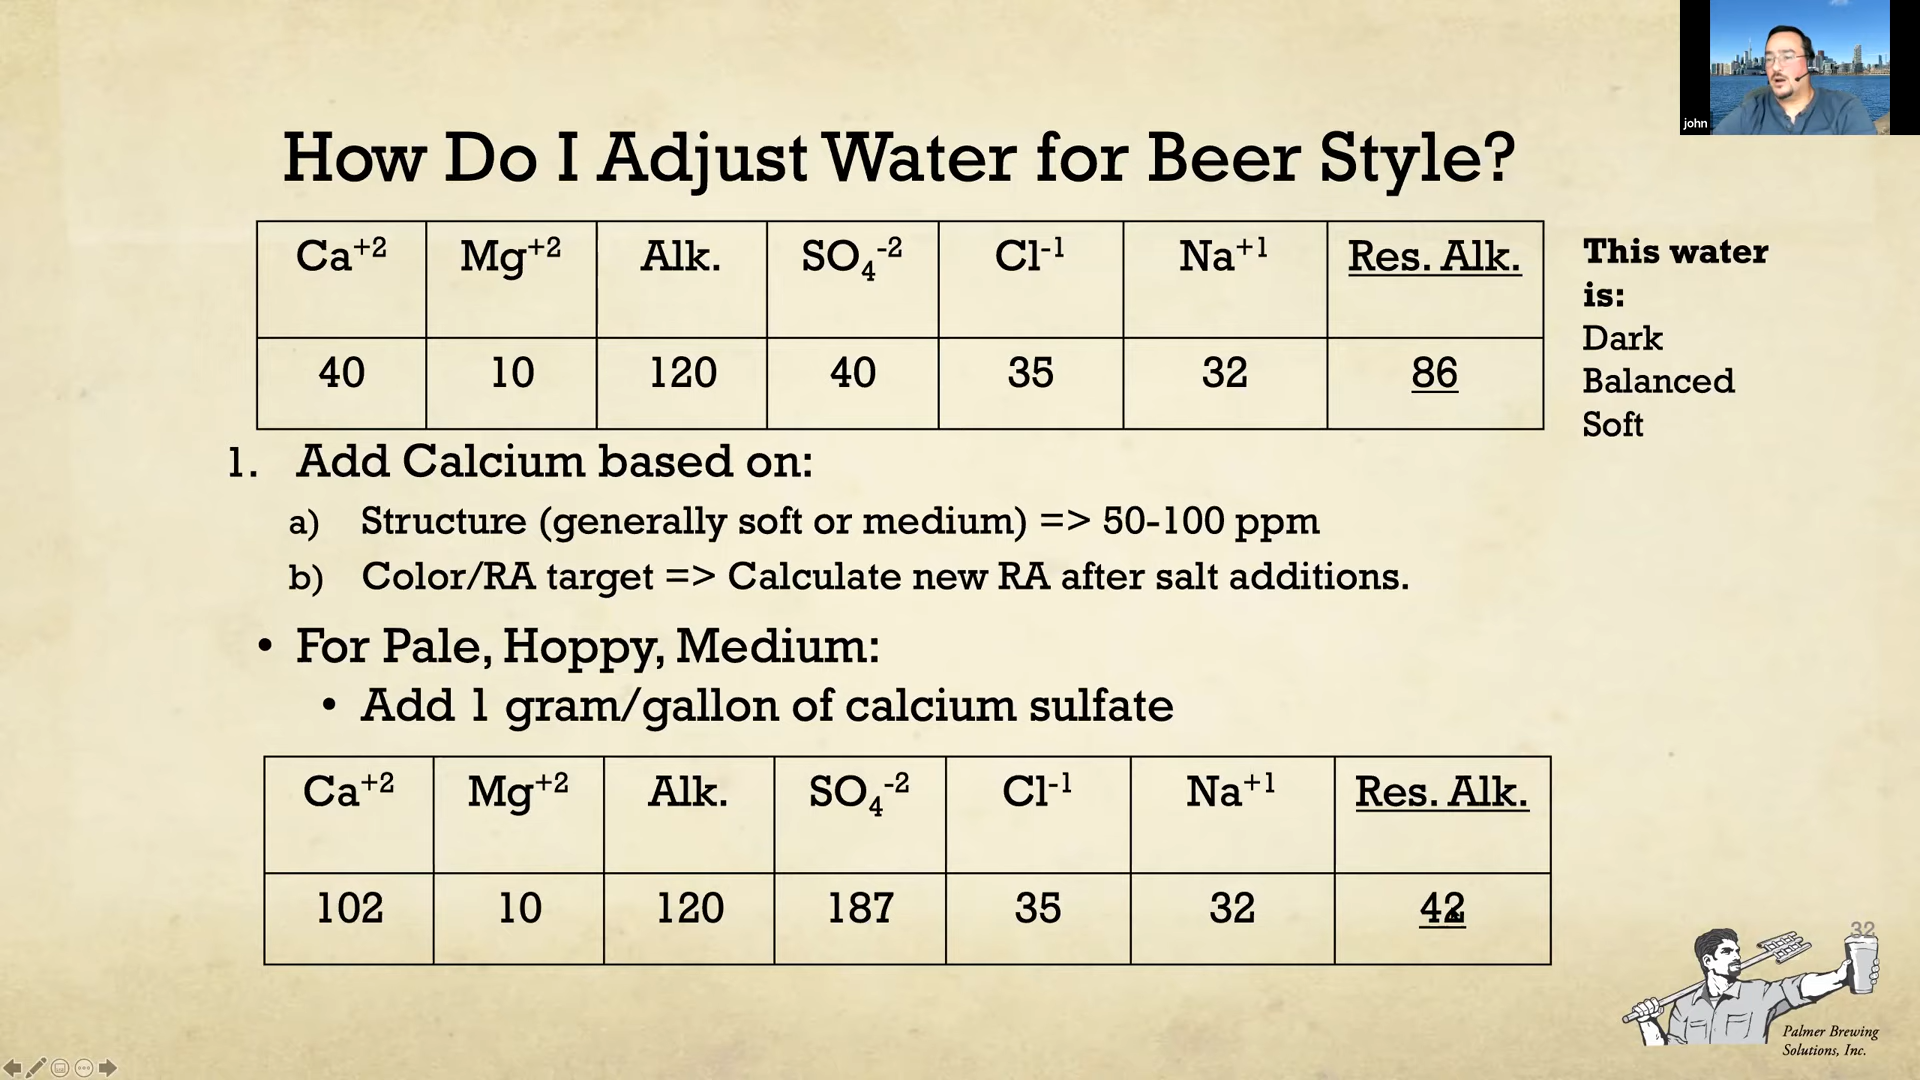 john
How Do I Adjust Water for Beer Style?
Ca+2 Mg+2 Alk. SO4-2 Cl-1 Na+1 Res. Alk.
40 10 120 40 35 32 86
This water
is:
Dark
Balanced
Soft
1. Add Calcium based on:
a) Structure (generally soft or medium) => 50-100 ppm
b) Color/RA target => Calculate new RA after salt additions.
• For Pale, Hoppy, Medium:
• Add 1 gram/gallon of calcium sulfate
Ca+2 Mg+2 Alk. SO4-2 Cl-1 Na+1 Res. Alk.
102 10 120 187 35 32 42
32
Palmer Brewing
Solutions, Inc.